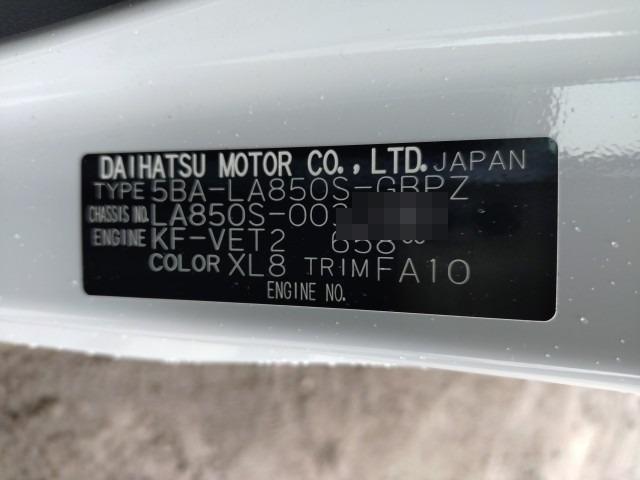 DAIHATSU MOTOR CO., LTD. JAPAN
TYPE 5BA-LA850S-GBPZ
CHASSIS NO. LA850S-00
ENGINE KF-VET2 658 cc
COLOR XL8 TRIM FA10
ENGINE NO.